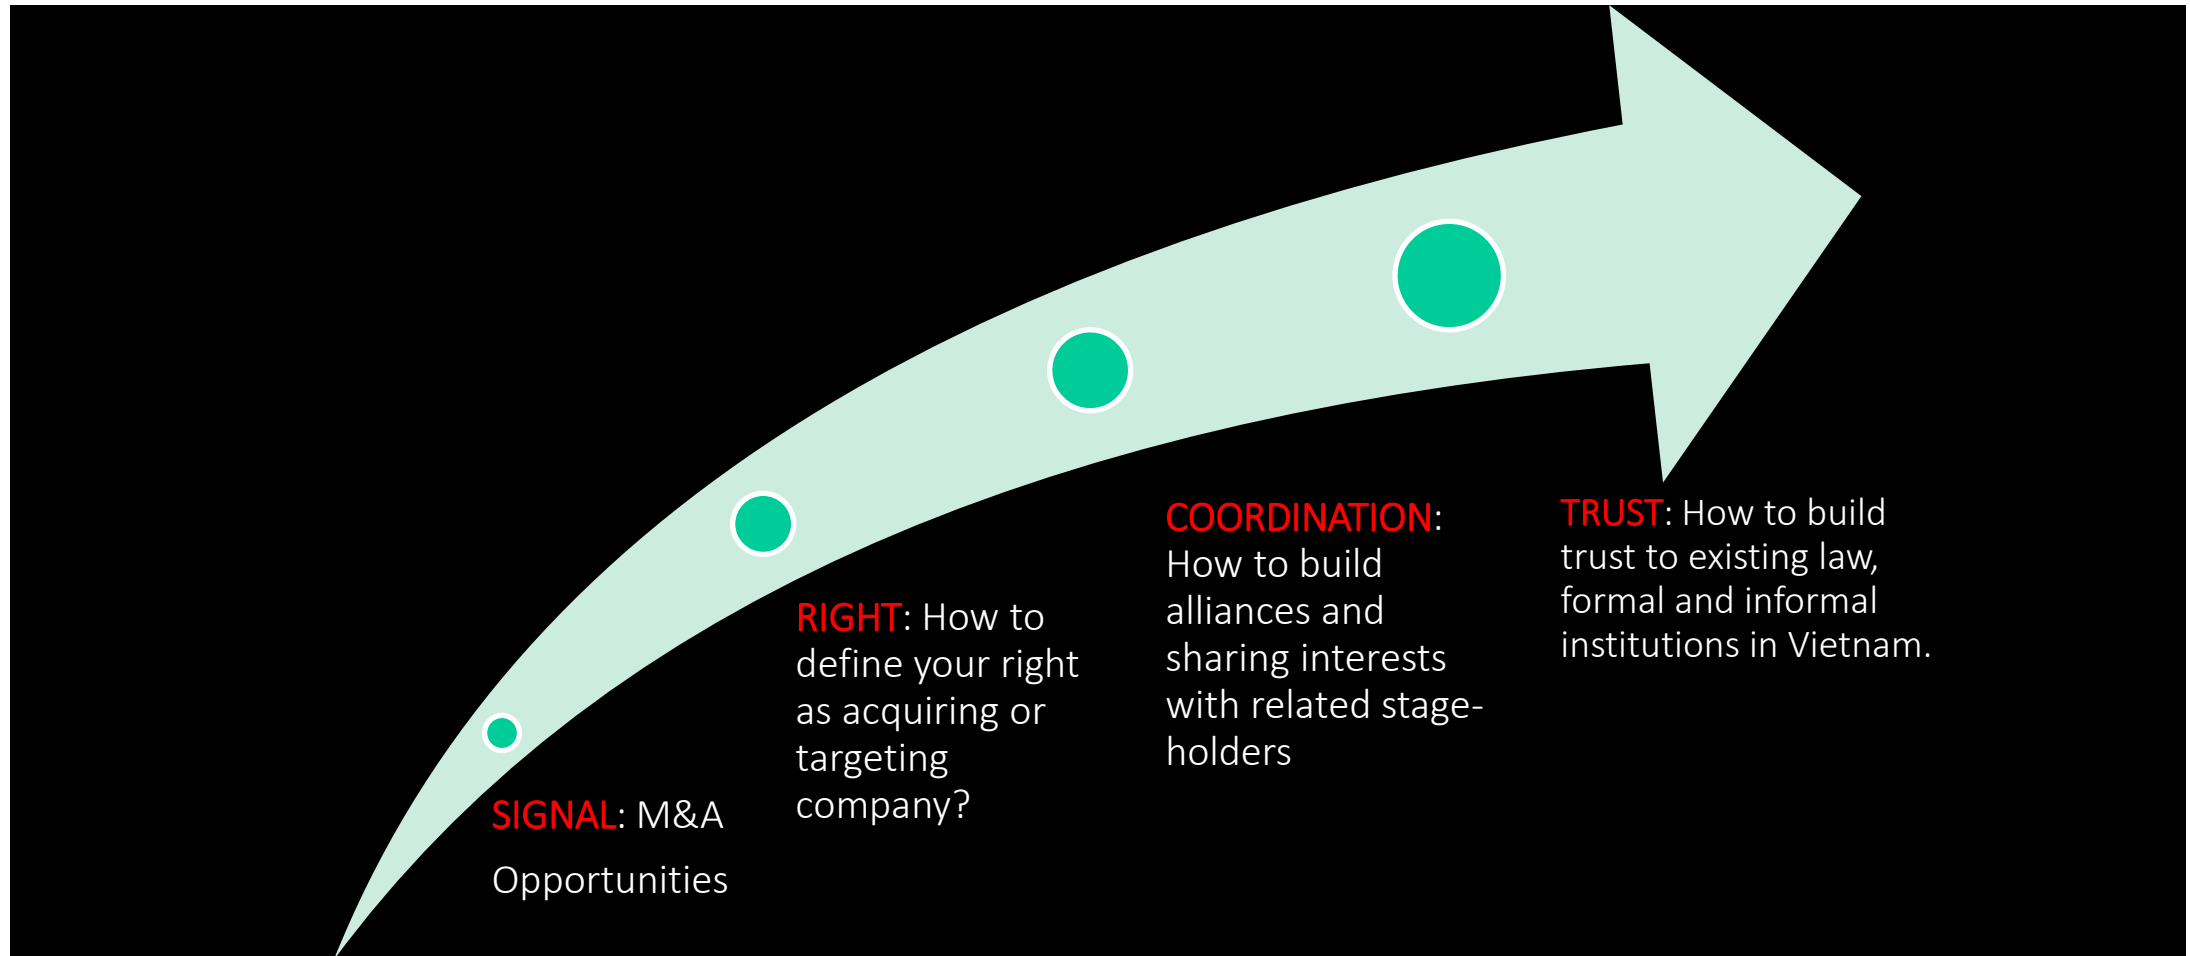 SIGNAL: M&A
Opportunities
RIGHT: How to
define your right
as acquiring or
targeting
company?
COORDINATION:
How to build
alliances and
sharing interests
with related stage-
holders
TRUST: How to build
trust to existing law,
formal and informal
institutions in Vietnam.